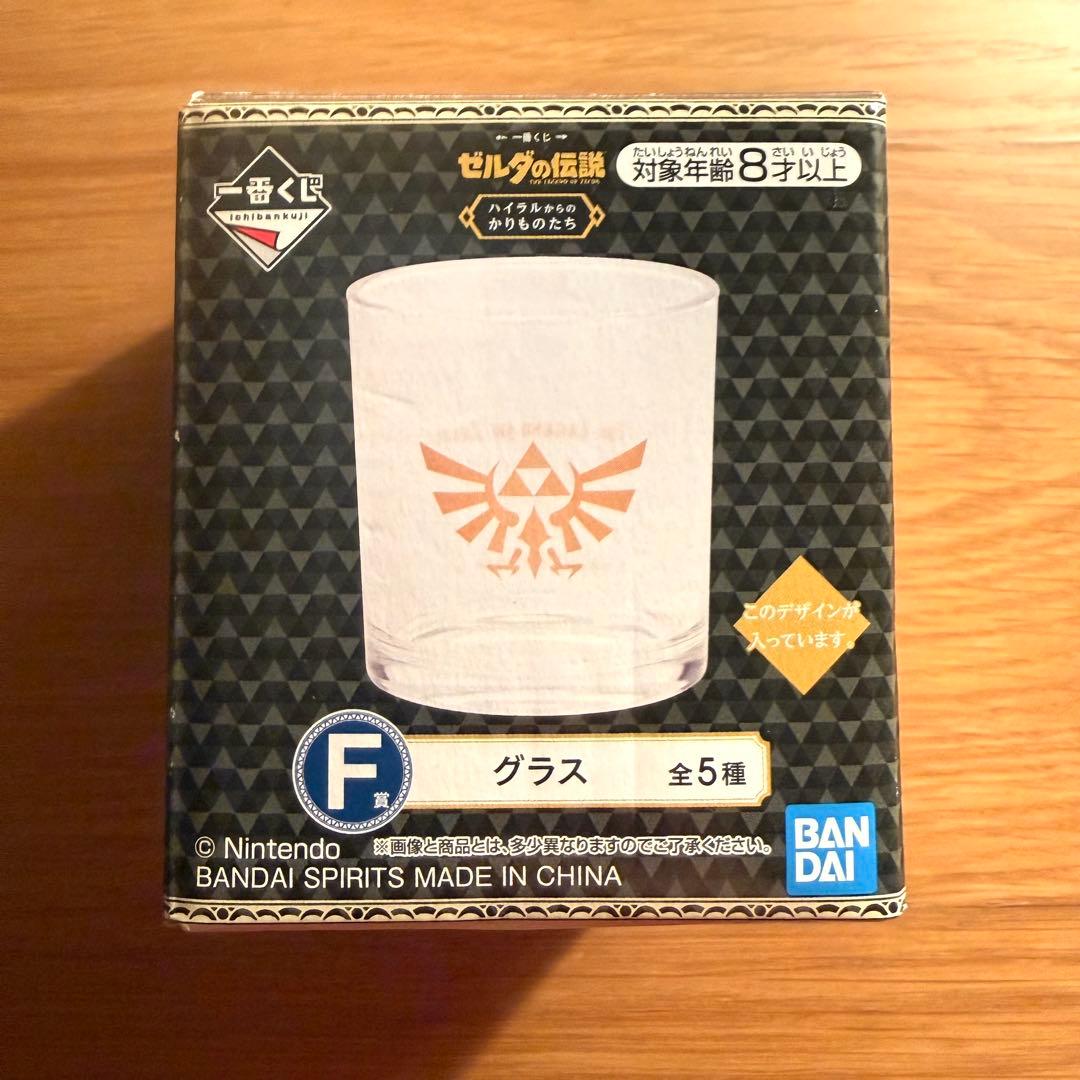 一番くじ
ichibankuji
一番くじ
ゼルダの伝説
THE LEGEND OF ZELDA
ハイラルからの
かりものたち
たいしょうねんれい さい いじょう
対象年齢8才以上
THE LEGEND OF ZELDA
このデザインが
入っています。
F賞
グラス 全5種
© Nintendo ※画像と商品とは、多少異なりますのでご了承ください。
BANDAI SPIRITS MADE IN CHINA
BAN
DAI